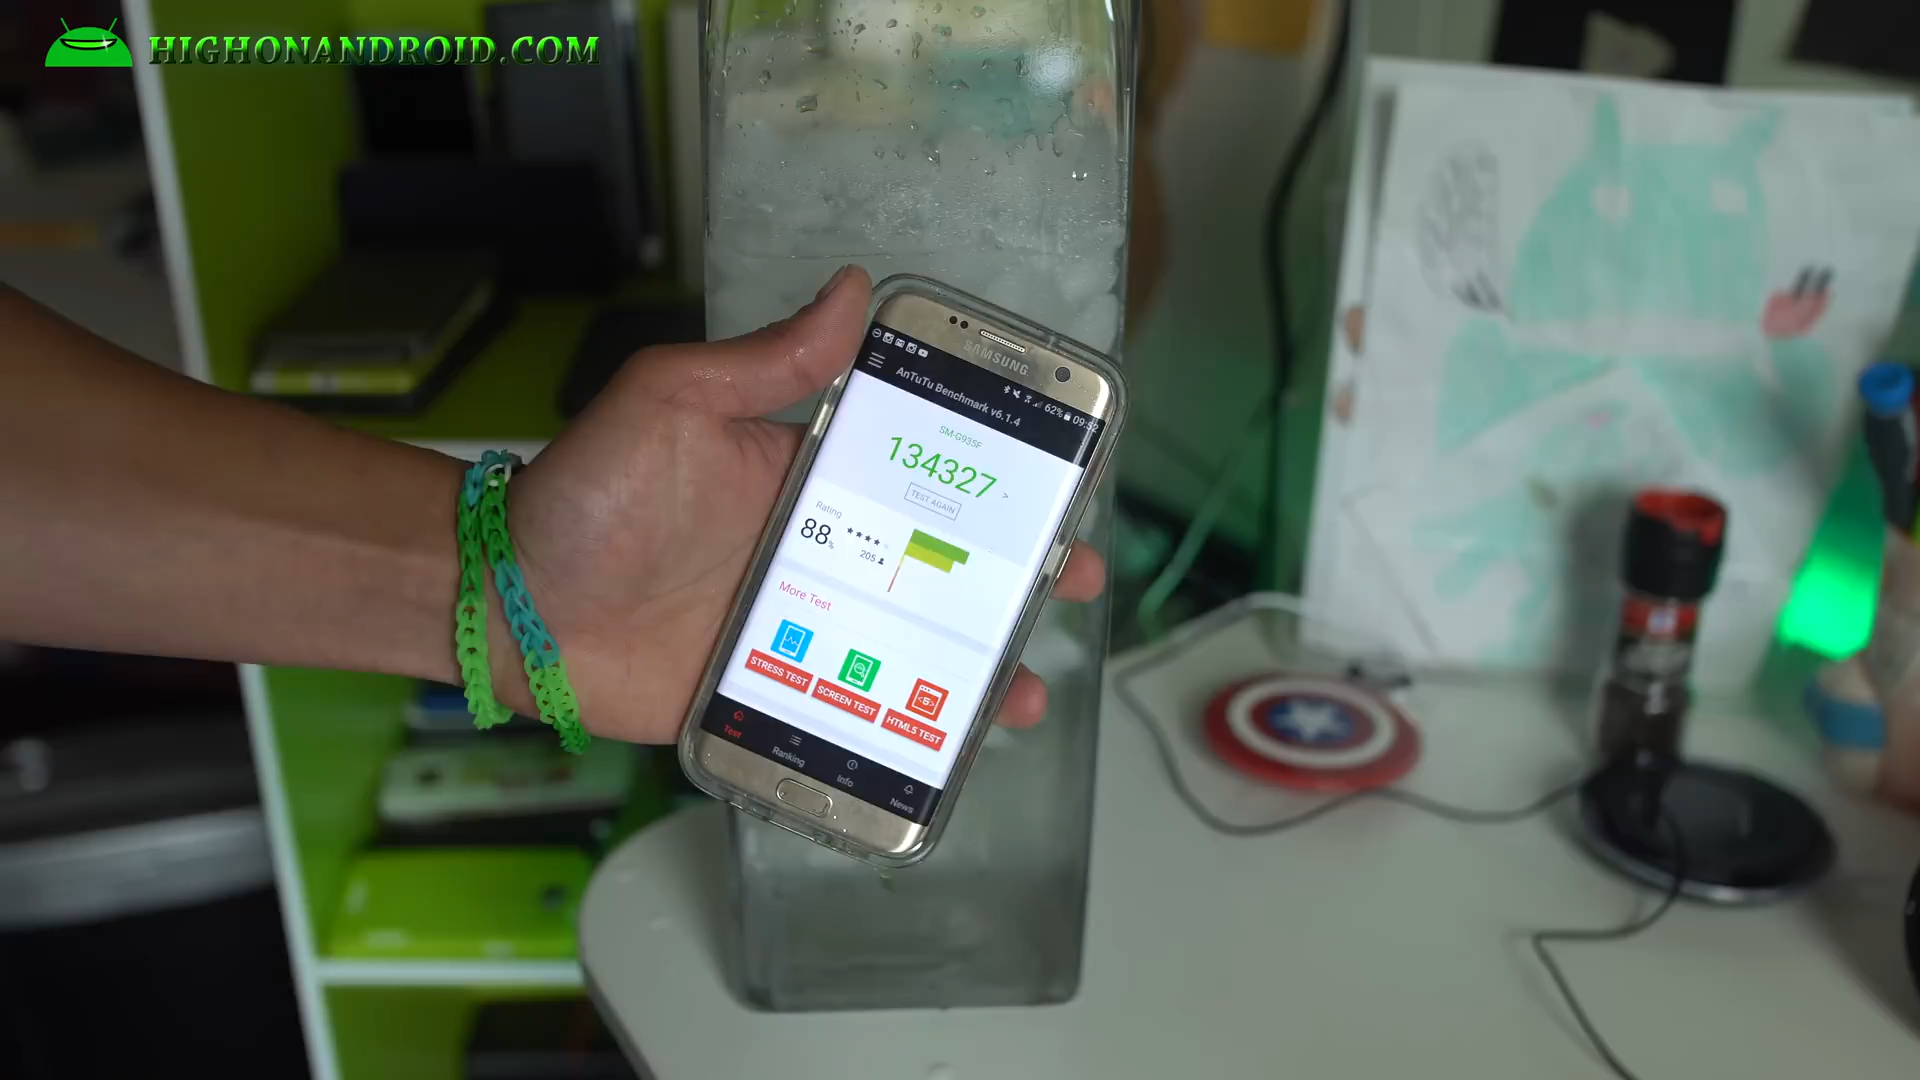 HIGHONANDROID.COM
SAMSUNG
62% 09:52
AnTuTu Benchmark v6.1.4
SM-G935F
134327 >
TEST AGAIN
Rating
88%
205
More Test
STRESS TEST
SCREEN TEST
HTML5 TEST
Test
Ranking
Info
News